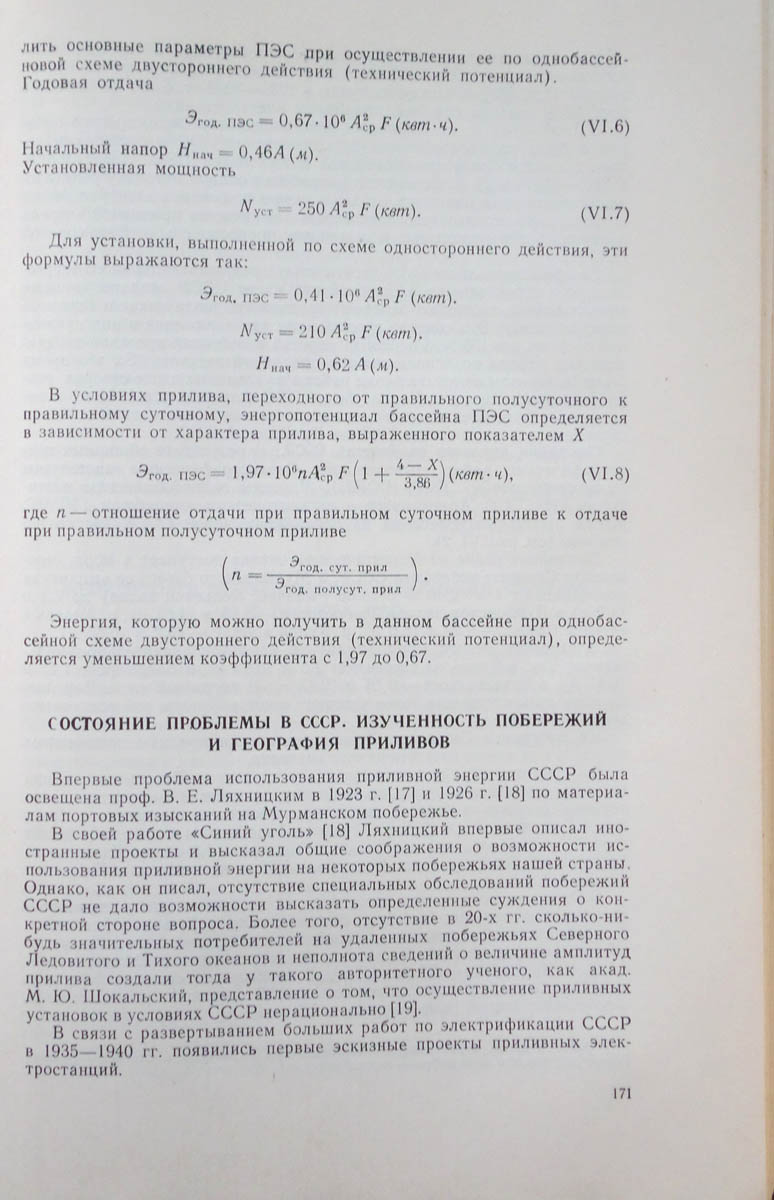 лить основные параметры ПЭС при осуществлении ее по однобассей-
новой схеме двустороннего действия (технический потенциал).
Годовая отдача
Эгод. ПЭС = 0,67 · 10⁶ A²ср F (квт · ч). (VI.6)
Начальный напор Hнач = 0,46A (м).
Установленная мощность
Nуст = 250 A²ср F (квт). (VI.7)
Для установки, выполненной по схеме одностороннего действия, эти
формулы выражаются так:
Эгод. ПЭС = 0,41 · 10⁶ A²ср F (квт).
Nуст = 210 A²ср F (квт).
Hнач = 0,62 A (м).
В условиях прилива, переходного от правильного полусуточного к
правильному суточному, энергопотенциал бассейна ПЭС определяется
в зависимости от характера прилива, выраженного показателем X
Эгод. ПЭС = 1,97 · 10⁶nA²ср F (1 + (4 — X)/3,86) (квт · ч), (VI.8)
где n — отношение отдачи при правильном суточном приливе к отдаче
при правильном полусуточном приливе
(n = Эгод. сут. прил / Эгод. полусут. прил).
Энергия, которую можно получить в данном бассейне при однобас-
сейной схеме двустороннего действия (технический потенциал), опреде-
ляется уменьшением коэффициента с 1,97 до 0,67.
СОСТОЯНИЕ ПРОБЛЕМЫ В СССР. ИЗУЧЕННОСТЬ ПОБЕРЕЖИЙ
И ГЕОГРАФИЯ ПРИЛИВОВ
Впервые проблема использования приливной энергии СССР была
освещена проф. В. Е. Ляхницким в 1923 г. [17] и 1926 г. [18] по материа-
лам портовых изысканий на Мурманском побережье.
В своей работе «Синий уголь» [18] Ляхницкий впервые описал ино-
странные проекты и высказал общие соображения о возможности ис-
пользования приливной энергии на некоторых побережьях нашей страны.
Однако, как он писал, отсутствие специальных обследований побережий
СССР не дало возможности высказать определенные суждения о кон-
кретной стороне вопроса. Более того, отсутствие в 20-х гг. сколько-ни-
будь значительных потребителей на удаленных побережьях Северного
Ледовитого и Тихого океанов и неполнота сведений о величине амплитуд
прилива создали тогда у такого авторитетного ученого, как акад.
М. Ю. Шокальский, представление о том, что осуществление приливных
установок в условиях СССР нерационально [19].
В связи с развертыванием больших работ по электрификации СССР
в 1935—1940 гг. появились первые эскизные проекты приливных элек-
тростанций.
171